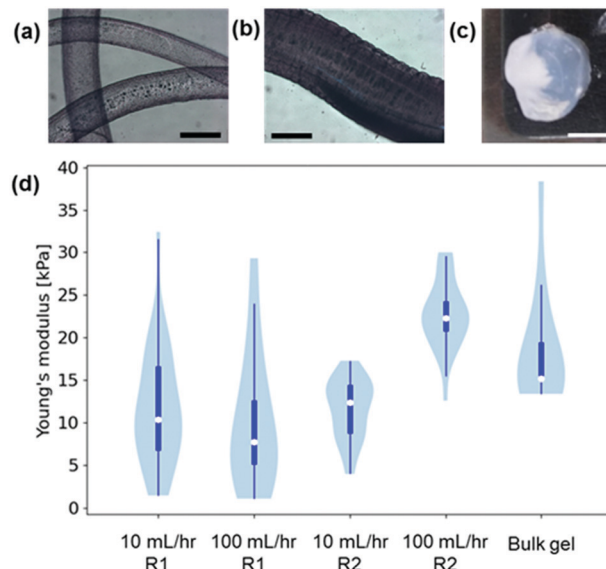 (a)
(b)
(c)
(d)
Young's modulus [kPa]
40
35
30
25
20
15
10
5
0
10 mL/hr 100 mL/hr 10 mL/hr 100 mL/hr Bulk gel
R1 R1 R2 R2